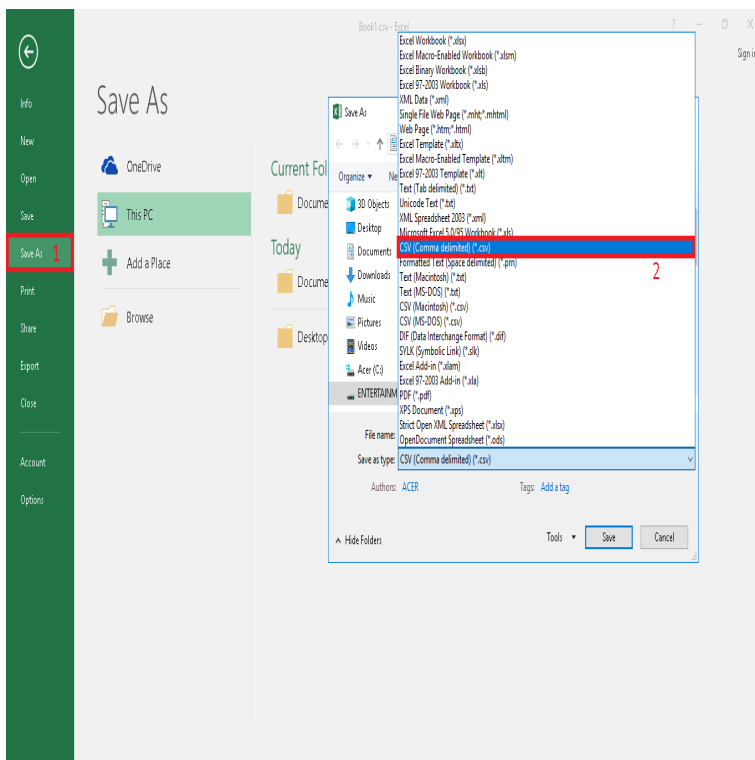 Book1.csv - Excel
? – 
Sign i
Info
New
Open
Save
Save As 1
Print
Share
Export
Close
Account
Options
Save As
OneDrive
This PC
Add a Place
Browse
Current Fol
Docume
Today
Docume
Desktop
Save As
Organize
Ne
3D Objects
Desktop
Documents
Downloads
Music
Pictures
Videos
Acer (C:)
ENTERTAINM
Excel Workbook (*.xlsx)
Excel Macro-Enabled Workbook (*.xlsm)
Excel Binary Workbook (*.xlsb)
Excel 97-2003 Workbook (*.xls)
XML Data (*.xml)
Single File Web Page (*.mht;*.mhtml)
Web Page (*.htm;*.html)
Excel Template (*.xltx)
Excel Macro-Enabled Template (*.xltm)
Excel 97-2003 Template (*.xlt)
Text (Tab delimited) (*.txt)
Unicode Text (*.txt)
XML Spreadsheet 2003 (*.xml)
Microsoft Excel 5.0/95 Workbook (*.xls)
CSV (Comma delimited) (*.csv)
2
Formatted Text (Space delimited) (*.prn)
Text (Macintosh) (*.txt)
Text (MS-DOS) (*.txt)
CSV (Macintosh) (*.csv)
CSV (MS-DOS) (*.csv)
DIF (Data Interchange Format) (*.dif)
SYLK (Symbolic Link) (*.slk)
Excel Add-in (*.xlam)
Excel 97-2003 Add-in (*.xla)
PDF (*.pdf)
XPS Document (*.xps)
Strict Open XML Spreadsheet (*.xlsx)
OpenDocument Spreadsheet (*.ods)
File name:
Save as type: CSV (Comma delimited) (*.csv)
Authors: ACER
Tags: Add a tag
Hide Folders
Tools
Save
Cancel